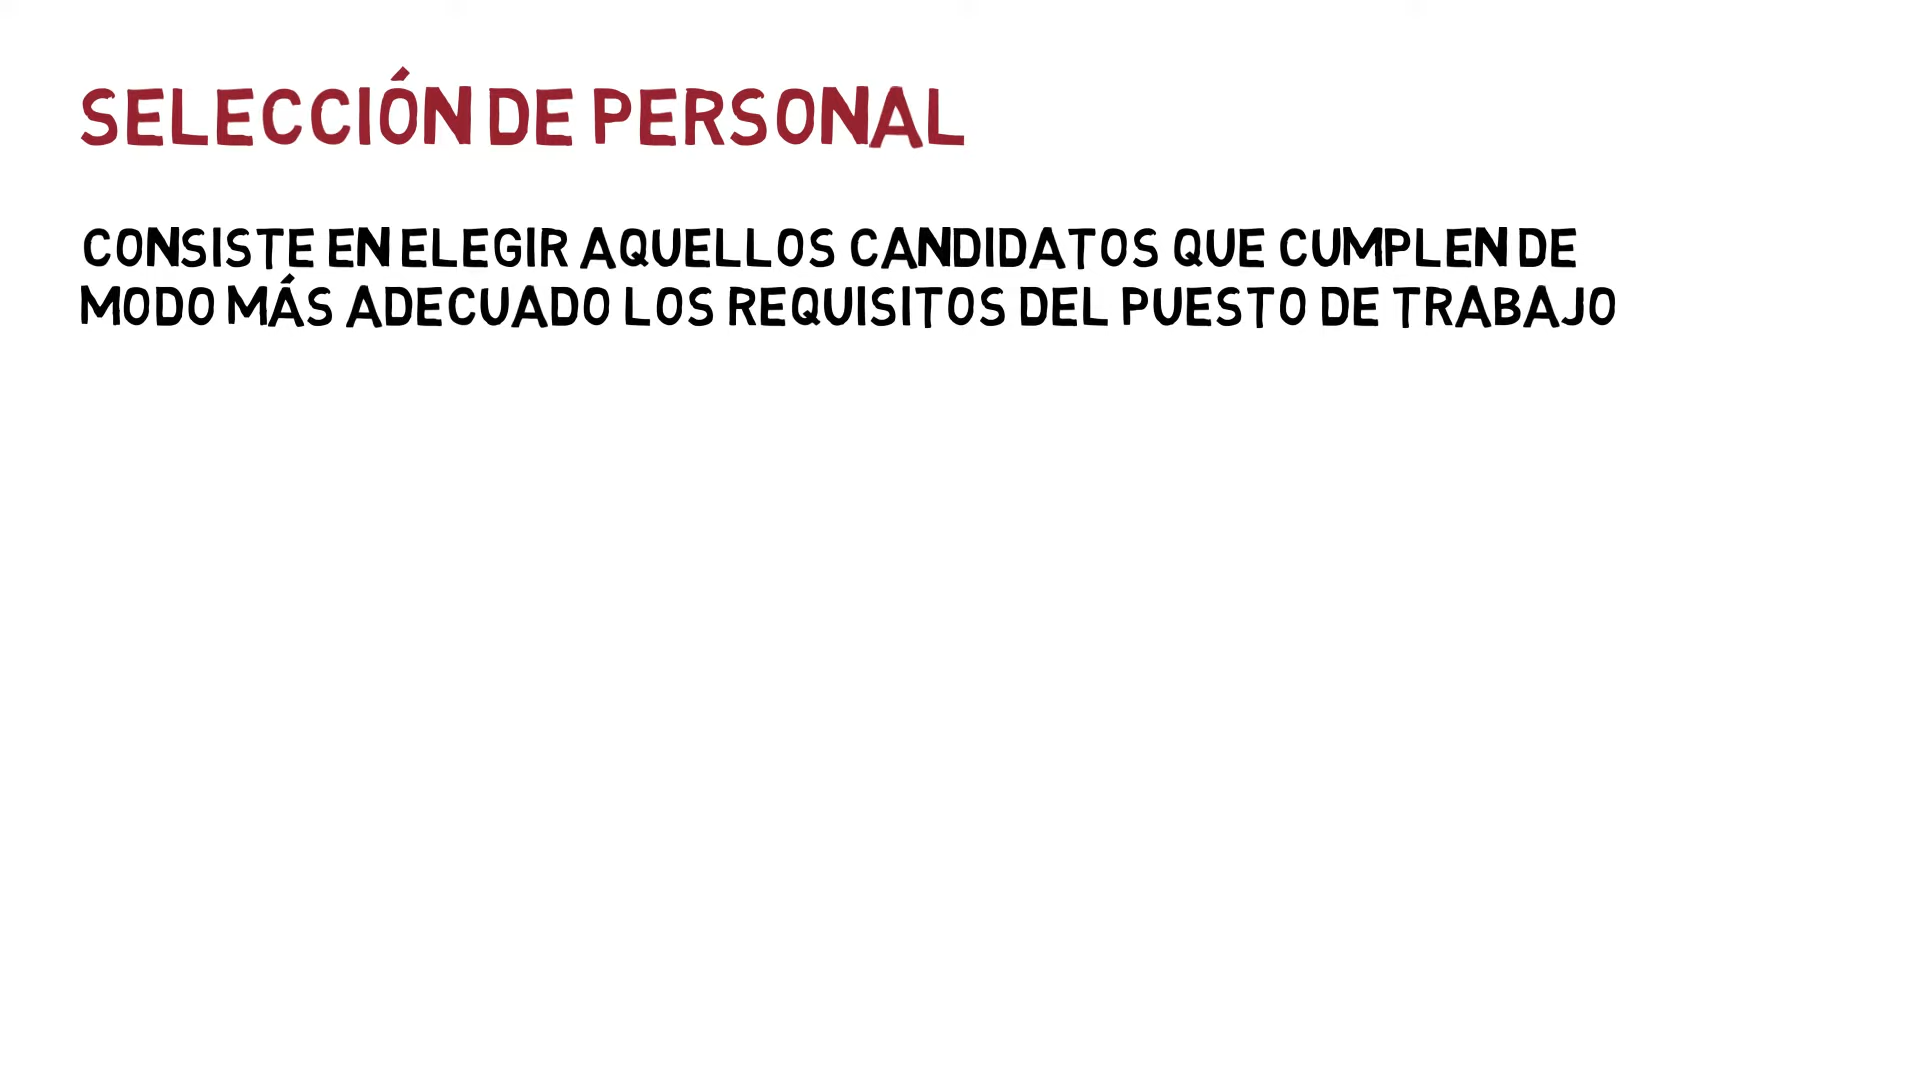 SELECCIÓN DE PERSONAL
CONSISTE EN ELEGIR AQUELLOS CANDIDATOS QUE CUMPLEN DE
MODO MÁS ADECUADO LOS REQUISITOS DEL PUESTO DE TRABAJO